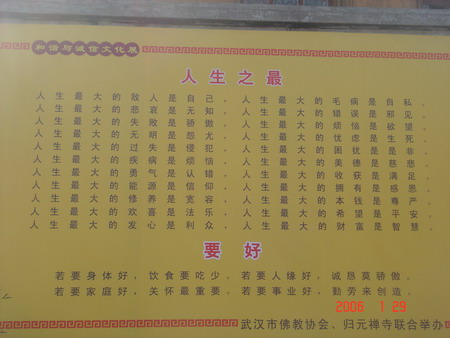 和谐与诚信文化展
人生之最
人生最大的敌人是自己， 人生最大的毛病是自私，
人生最大的悲哀是无知， 人生最大的错误是邪见，
人生最大的失败是骄傲， 人生最大的烦恼是欲望，
人生最大的无明是怨尤， 人生最大的忧虑是生死，
人生最大的过失是侵犯， 人生最大的困扰是是非，
人生最大的疾病是烦恼， 人生最大的美德是慈悲，
人生最大的勇气是认错， 人生最大的收获是满足，
人生最大的能源是信仰， 人生最大的拥有是感恩，
人生最大的修养是宽容， 人生最大的本钱是尊严，
人生最大的欢喜是法乐， 人生最大的希望是平安，
人生最大的发心是利众， 人生最大的财富是智慧，
要好
若要身体好，饮食要吃少。若要人缘好，诚恳莫骄傲。
若要家庭好，关怀最重要。若要事业好，勤劳来创造。
2006 1 29
武汉市佛教协会、归元禅寺联合举办